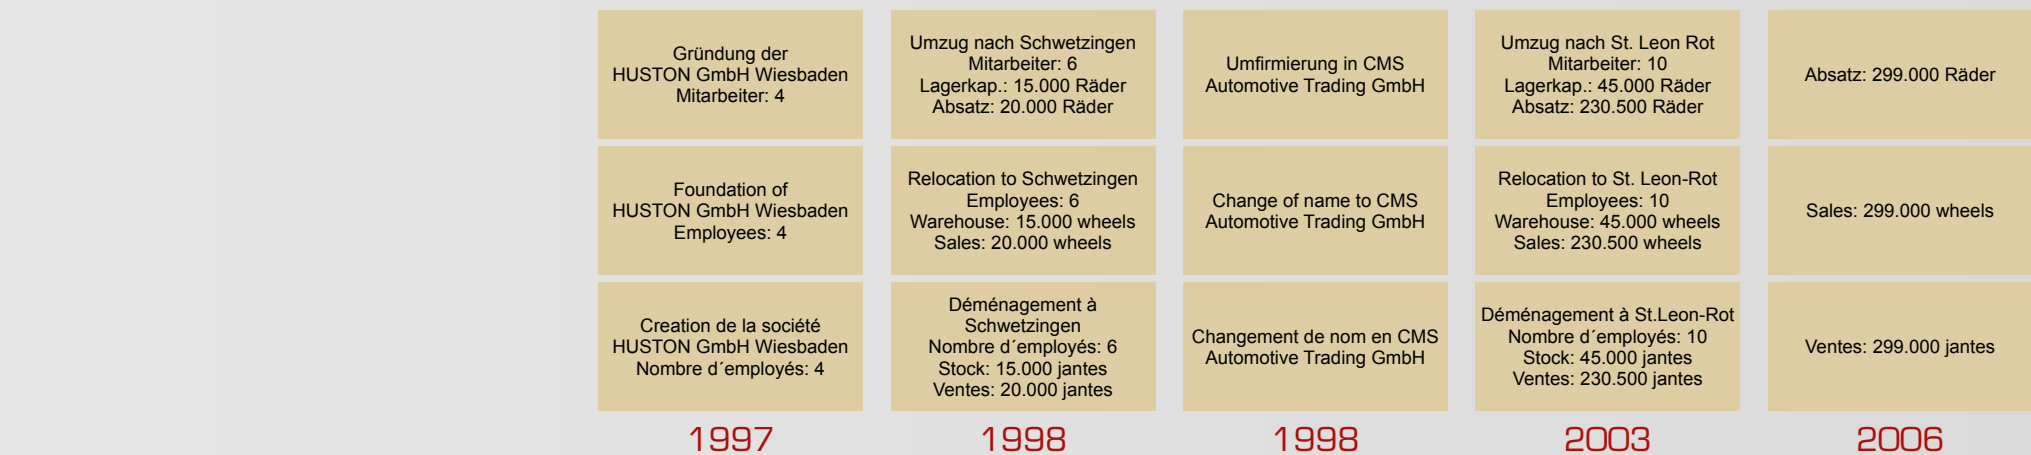 Gründung der
HUSTON GmbH Wiesbaden
Mitarbeiter: 4
Umzug nach Schwetzingen
Mitarbeiter: 6
Lagerkap.: 15.000 Räder
Absatz: 20.000 Räder
Umfirmierung in CMS
Automotive Trading GmbH
Umzug nach St. Leon Rot
Mitarbeiter: 10
Lagerkap.: 45.000 Räder
Absatz: 230.500 Räder
Absatz: 299.000 Räder
Foundation of
HUSTON GmbH Wiesbaden
Employees: 4
Relocation to Schwetzingen
Employees: 6
Warehouse: 15.000 wheels
Sales: 20.000 wheels
Change of name to CMS
Automotive Trading GmbH
Relocation to St. Leon-Rot
Employees: 10
Warehouse: 45.000 wheels
Sales: 230.500 wheels
Sales: 299.000 wheels
Creation de la société
HUSTON GmbH Wiesbaden
Nombre d´employés: 4
Déménagement à
Schwetzingen
Nombre d´employés: 6
Stock: 15.000 jantes
Ventes: 20.000 jantes
Changement de nom en CMS
Automotive Trading GmbH
Déménagement à St.Leon-Rot
Nombre d´employés: 10
Stock: 45.000 jantes
Ventes: 230.500 jantes
Ventes: 299.000 jantes
1997
1998
1998
2003
2006